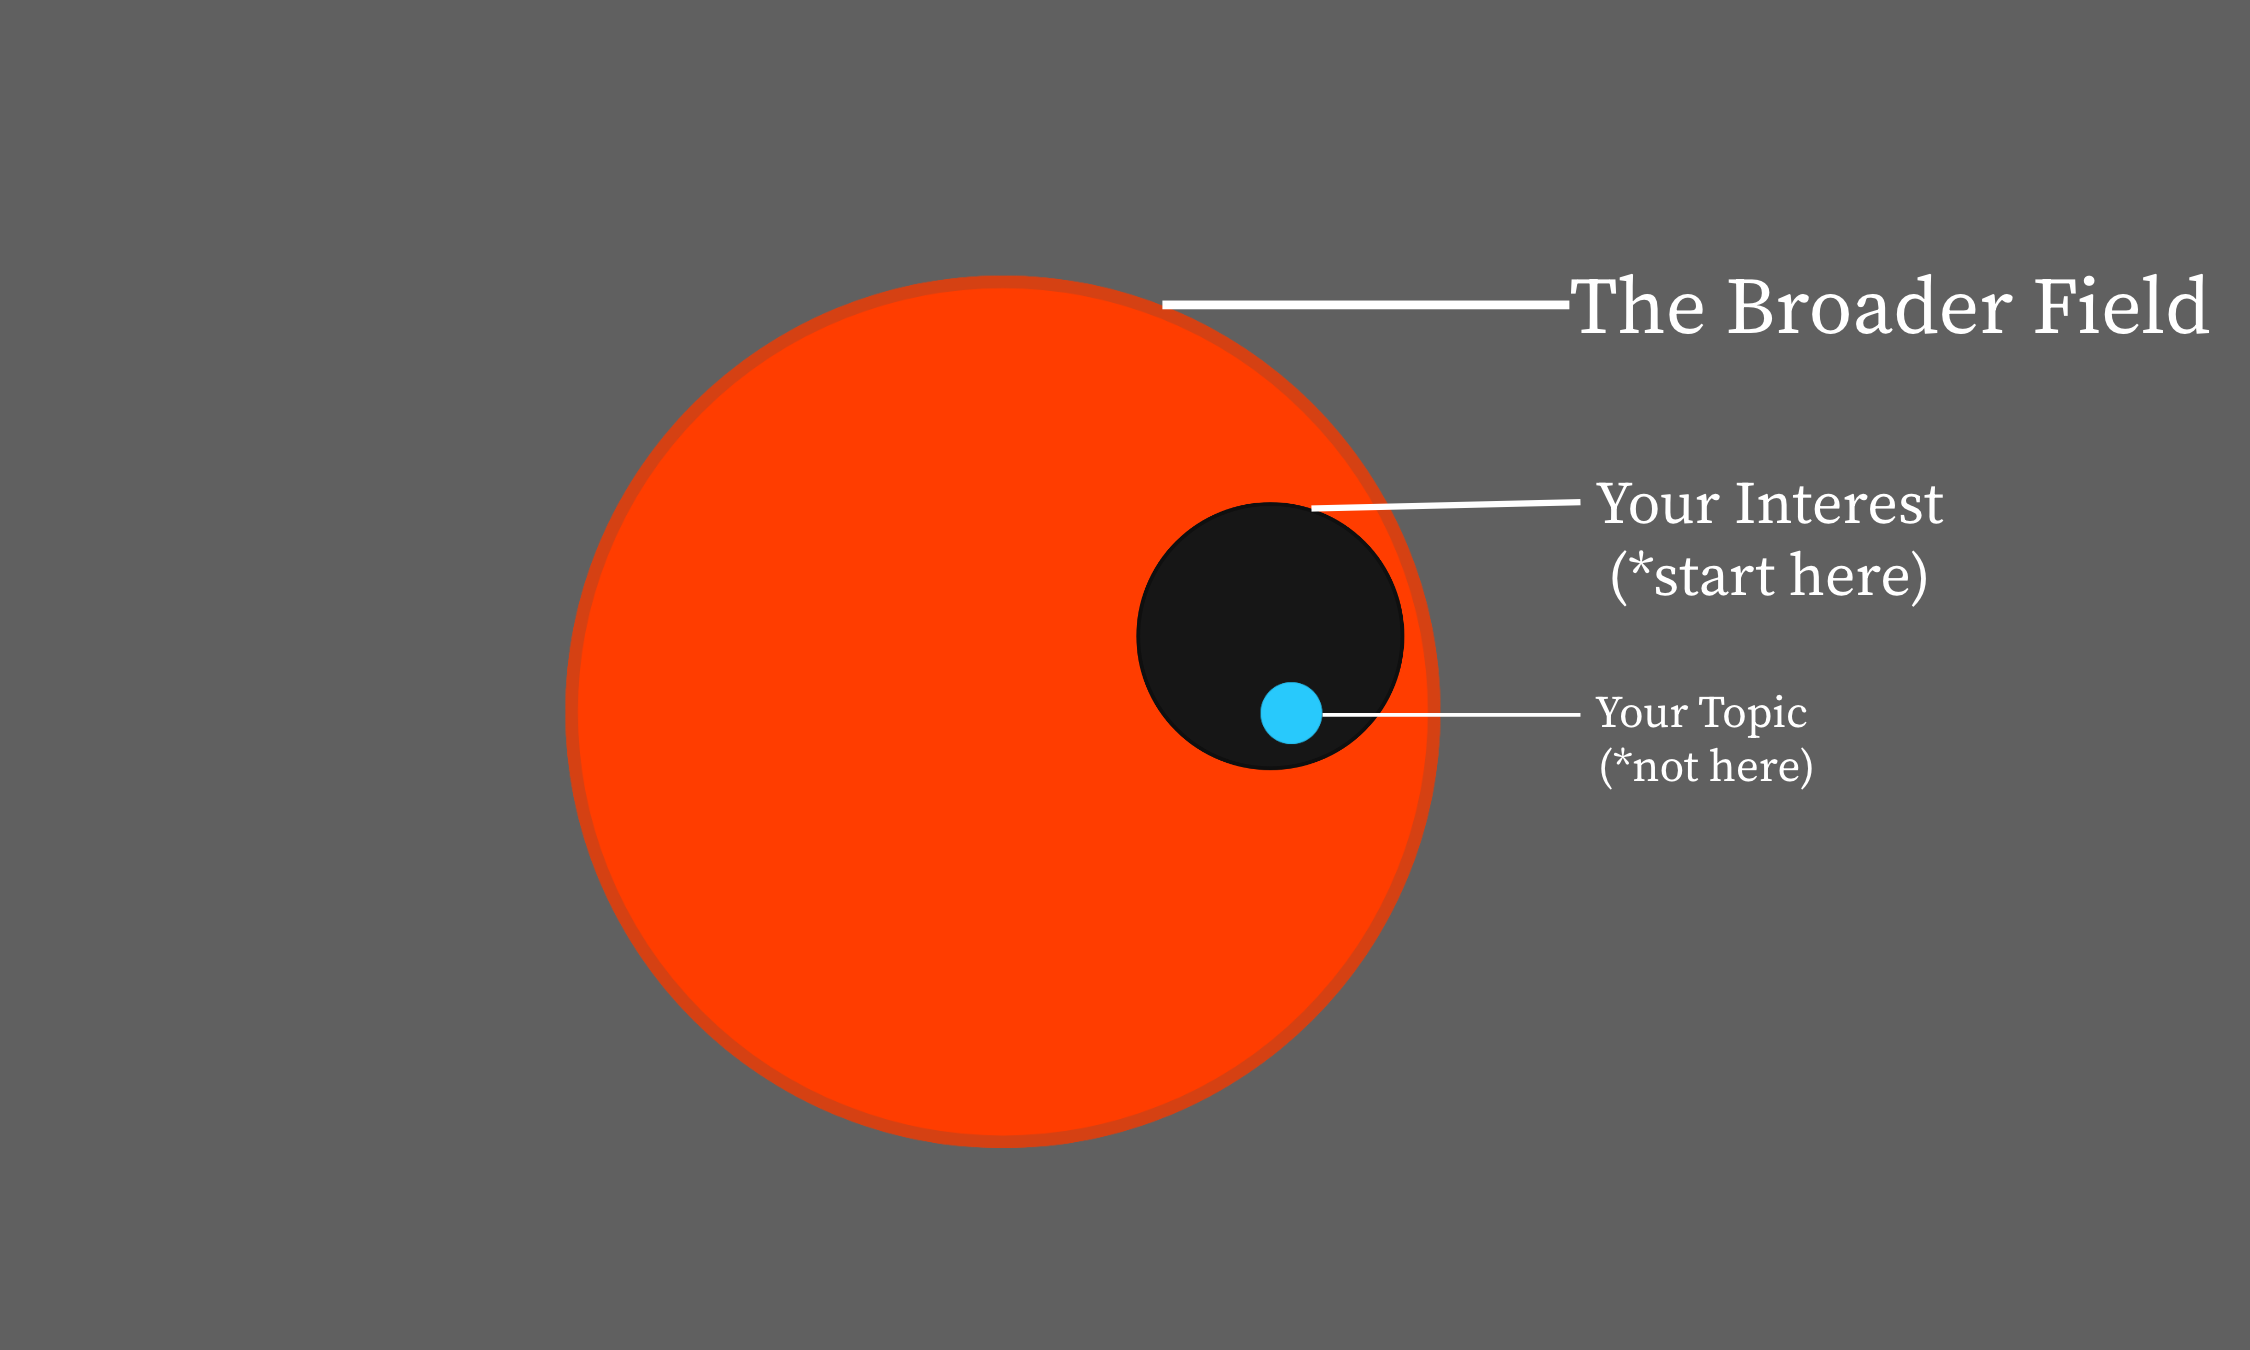 The Broader Field
Your Interest
(*start here)
Your Topic
(*not here)